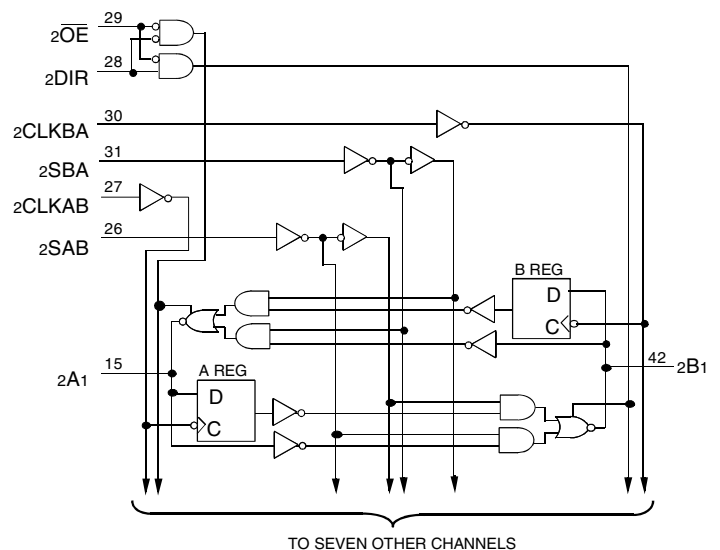 29
2OE
28
2DIR
30
2CLKBA
31
2SBA
27
2CLKAB
26
2SAB
B REG
D
C
15
2A1
42
2B1
A REG
D
C
TO SEVEN OTHER CHANNELS